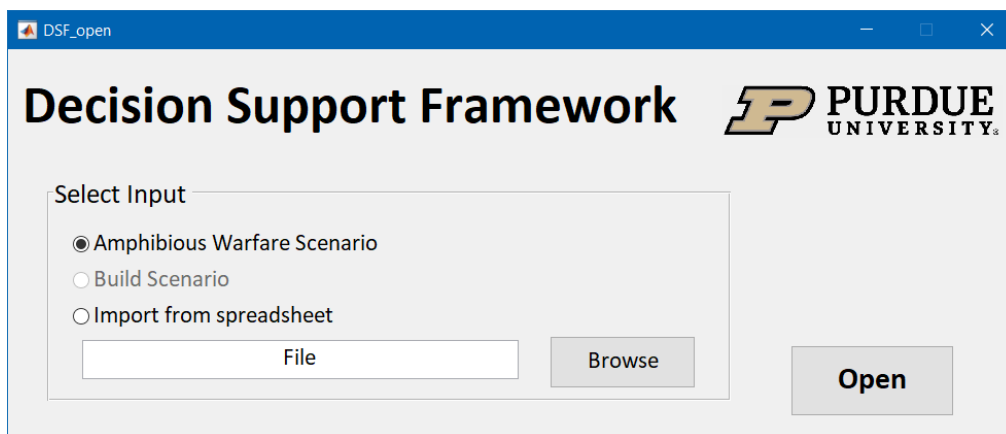 DSF_open
Decision Support Framework
PURDUE
UNIVERSITY®
Select Input
Amphibious Warfare Scenario
Build Scenario
Import from spreadsheet
File
Browse
Open